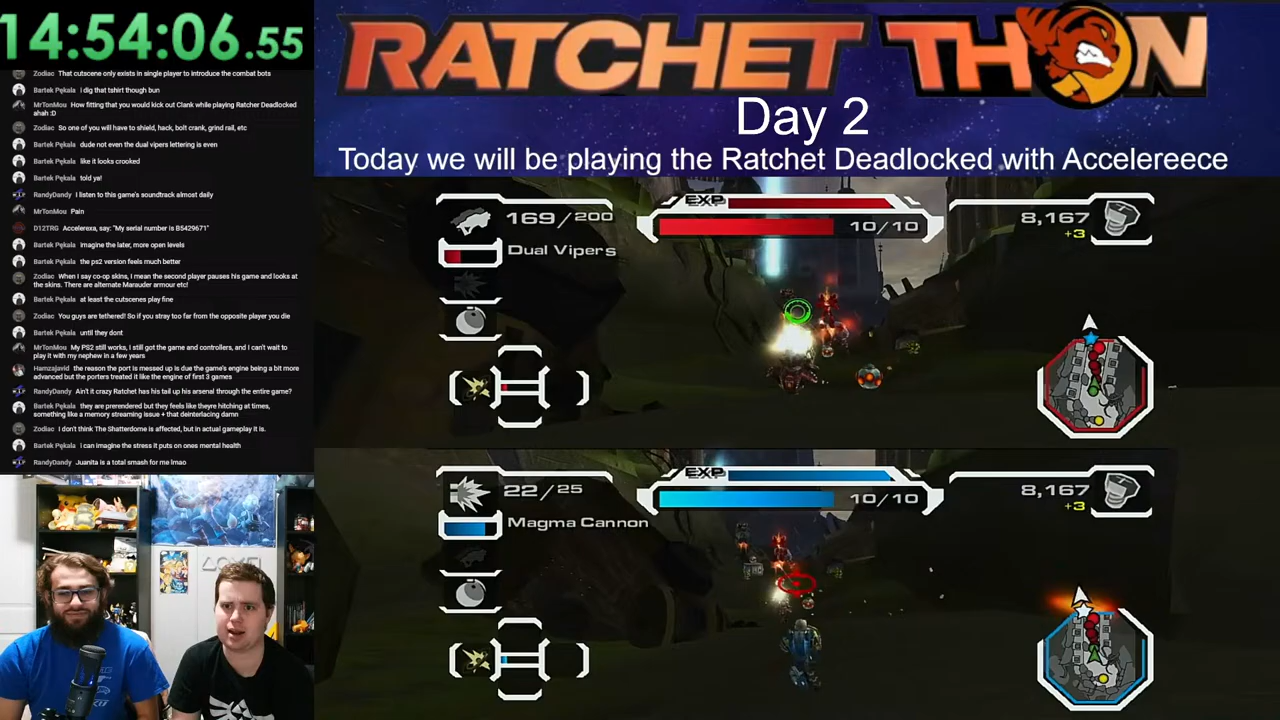 14:54:06.55
RATCHET THON
Day 2
Today we will be playing the Ratchet Deadlocked with Accelereece
Zodiac That cutscene only exists in single player to introduce the combat bots
Bartek Pękala I dig that tshirt though bun
MrTonMou How fitting that you would kick out Clank while playing Ratcher Deadlocked
ahah :D
Zodiac So one of you will have to shield, hack, bolt crank, grind rail, etc
Bartek Pękala dude not even the dual vipers lettering is even
Bartek Pękala like it looks crooked
Bartek Pękala told ya!
RandyDandy I listen to this game's soundtrack almost daily
MrTonMou Pain
D12TRG Accelerexa, say: "My serial number is B5429671"
Bartek Pękala imagine the later, more open levels
Bartek Pękala the ps2 version feels much better
Zodiac When I say co-op skins, I mean the second player pauses his game and looks at
the skins. There are alternate Marauder armour etc!
Bartek Pękala at least the cutscenes play fine
Zodiac You guys are tethered! So if you stray too far from the opposite player you die
Bartek Pękala until they dont
MrTonMou My PS2 still works, I still got the game and controllers, and I can't wait to
play it with my nephew in a few years
Hamzajavid the reason the port is messed up is due the game's engine being a bit more
advanced but the porters treated it like the engine of first 3 games
RandyDandy Ain't it crazy Ratchet has his tail up his arsenal through the entire game?
Bartek Pękala they are prerendered but they feels like theyre hitching at times,
something like a memory streaming issue + that deinterlacing damn
Zodiac I don't think The Shatterdome is affected, but in actual gameplay it is.
Bartek Pękala i can imagine the stress it puts on ones mental health
RandyDandy Juanita is a total smash for me lmao
169/200
Dual Vipers
EXP
10/10
8,167
+3
22/25
Magma Cannon
EXP
10/10
8,167
+3